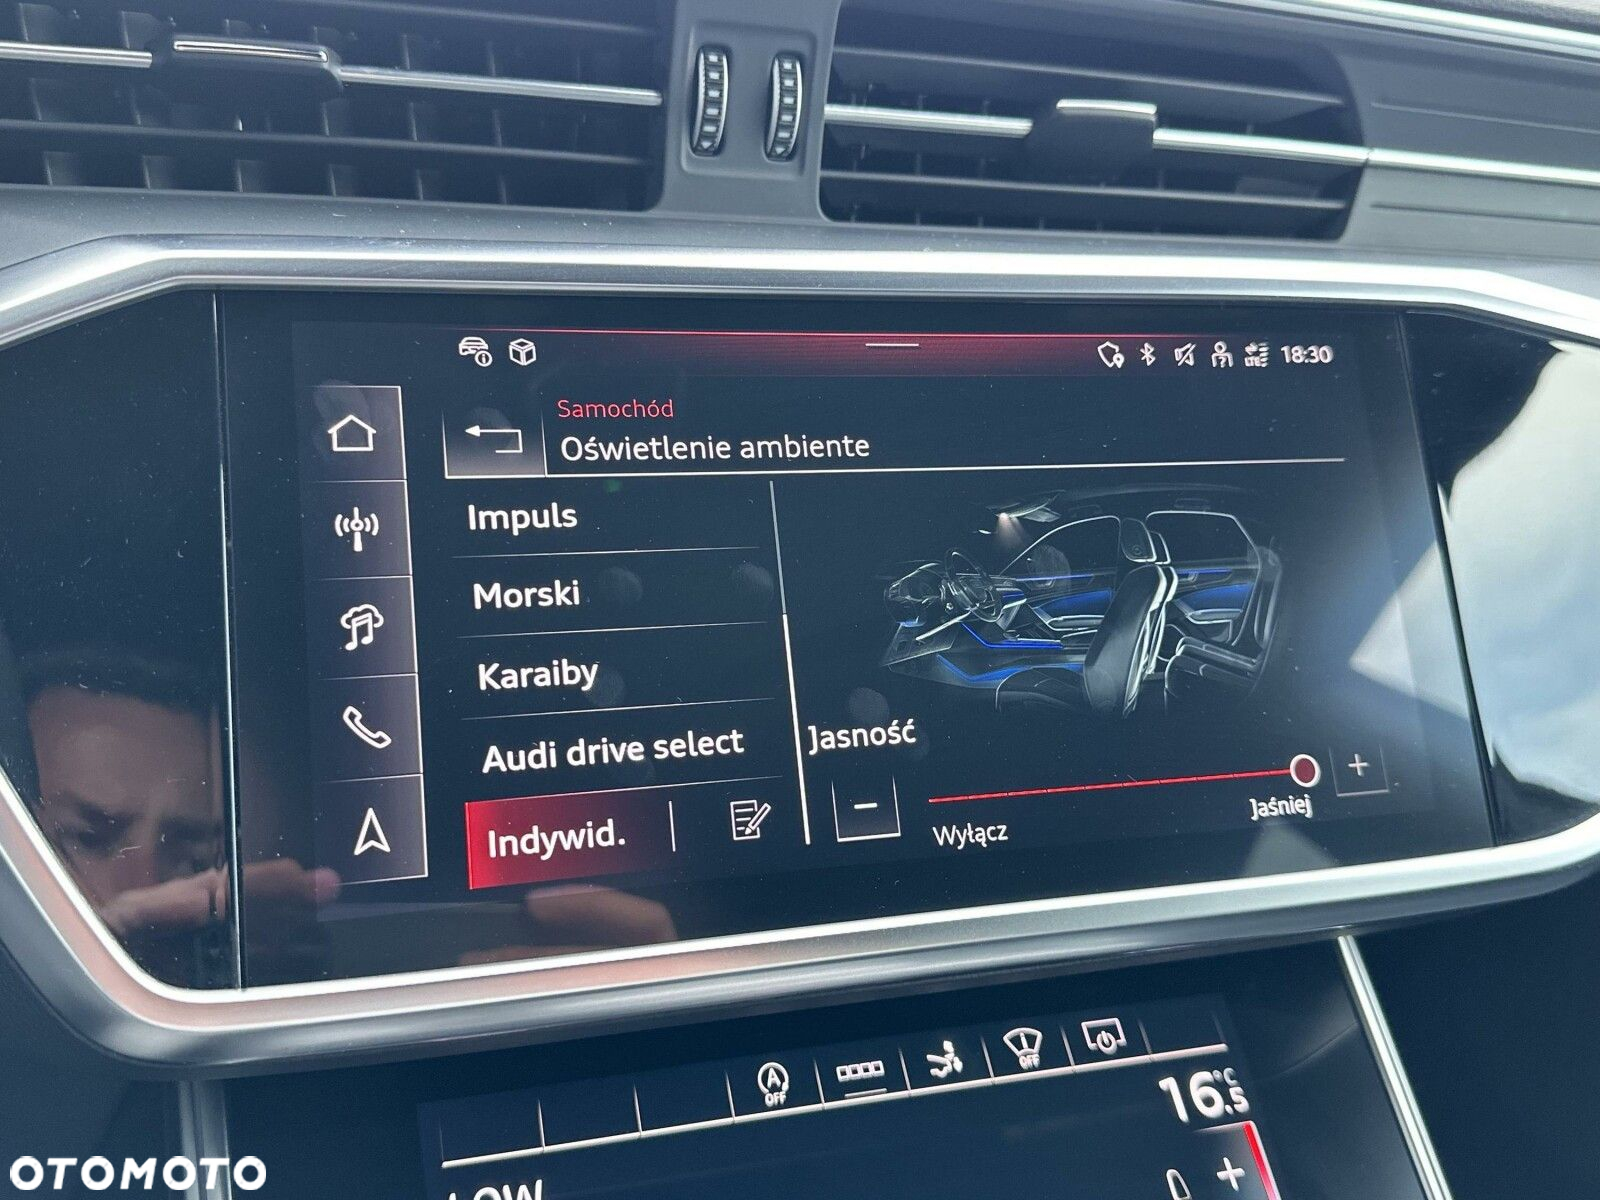 18:30
Samochód
Oświetlenie ambiente
Impuls
Morski
Karaiby
Audi drive select
Indywid.
Jasność
Wyłącz
Jaśniej
A
OFF
OFF
16.5 °C
LOW
OTOMOTO